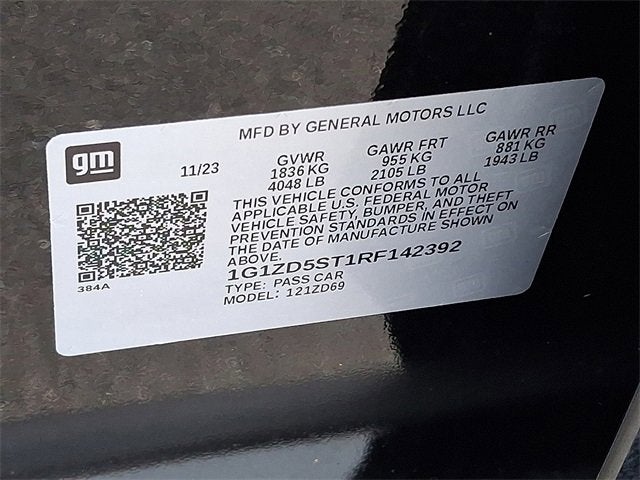 MFD BY GENERAL MOTORS LLC
gm
11/23
GVWR
1836 KG
4048 LB
GAWR FRT
955 KG
2105 LB
GAWR RR
881 KG
1943 LB
THIS VEHICLE CONFORMS TO ALL
APPLICABLE U.S. FEDERAL MOTOR
VEHICLE SAFETY, BUMPER, AND THEFT
PREVENTION STANDARDS IN EFFECT ON
THE DATE OF MANUFACTURE SHOWN
ABOVE.
1G1ZD5ST1RF142392
TYPE: PASS CAR
MODEL: 121ZD69
384A